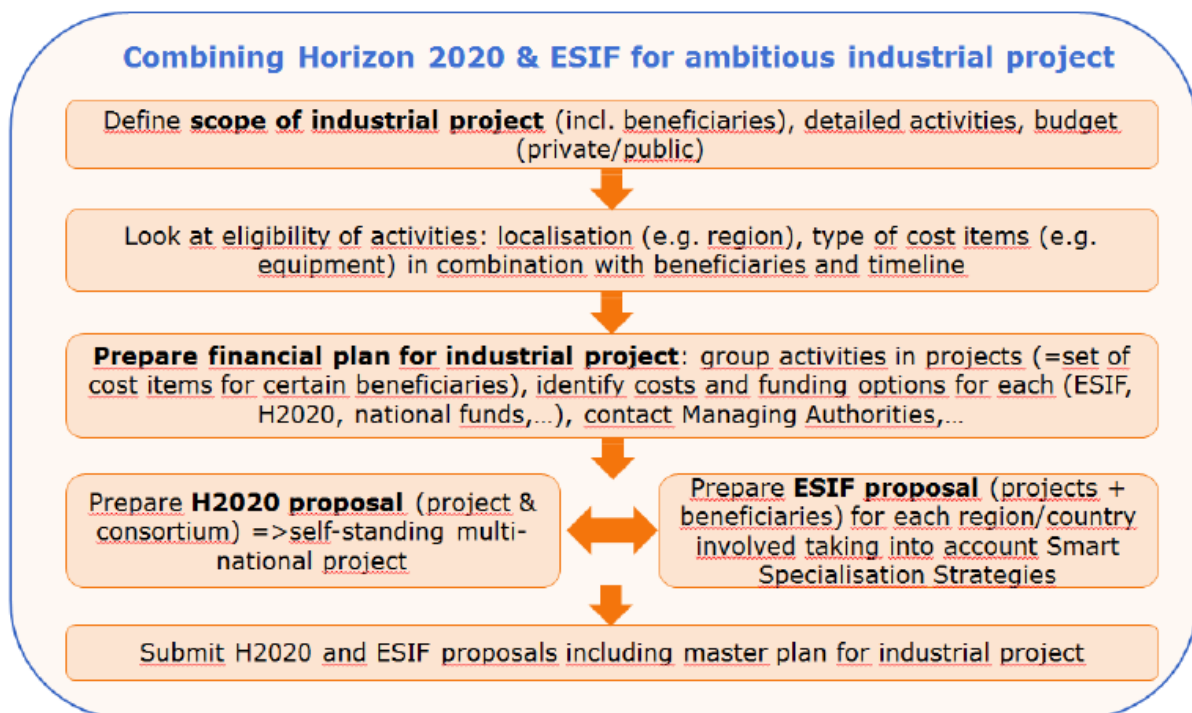 Combining Horizon 2020 & ESIF for ambitious industrial project
Define scope of industrial project (incl. beneficiaries), detailed activities, budget
(private/public)
Look at eligibility of activities: localisation (e.g. region), type of cost items (e.g.
equipment) in combination with beneficiaries and timeline
Prepare financial plan for industrial project: group activities in projects (=set of
cost items for certain beneficiaries), identify costs and funding options for each (ESIF,
H2020, national funds,...), contact Managing Authorities,...
Prepare H2020 proposal (project &
consortium) =>self-standing multi-
national project
Prepare ESIF proposal (projects +
beneficiaries) for each region/country
involved taking into account Smart
Specialisation Strategies
Submit H2020 and ESIF proposals including master plan for industrial project